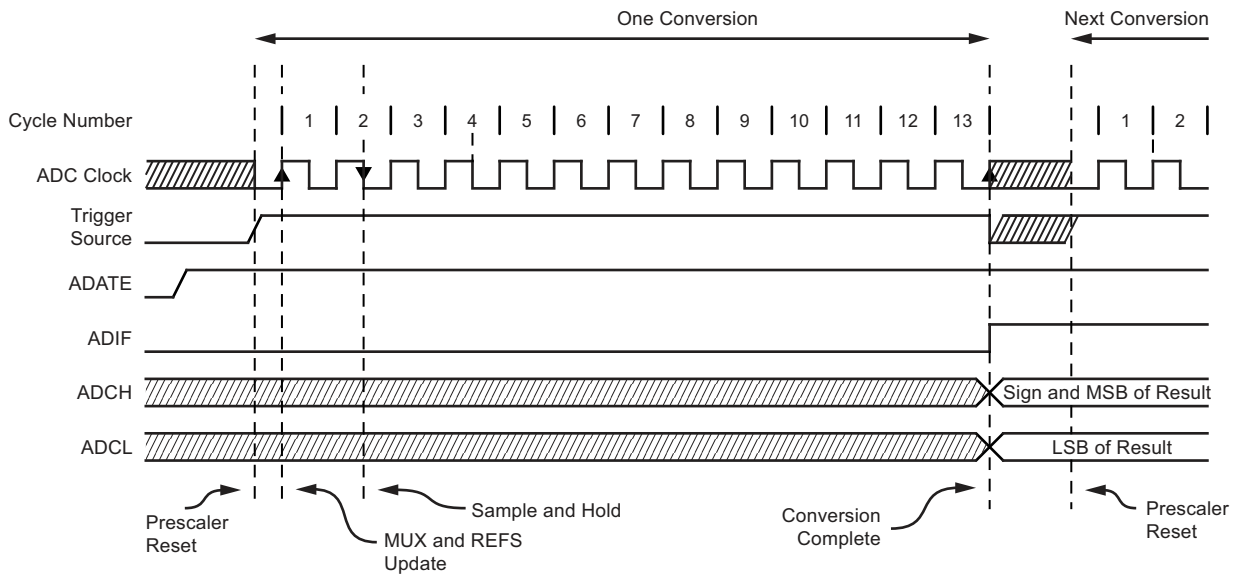 One Conversion
Next Conversion
Cycle Number
1 2 3 4 5 6 7 8 9 10 11 12 13 1 2
ADC Clock
Trigger
Source
ADATE
ADIF
ADCH
Sign and MSB of Result
ADCL
LSB of Result
Prescaler
Reset
MUX and REFS
Update
Sample and Hold
Conversion
Complete
Prescaler
Reset